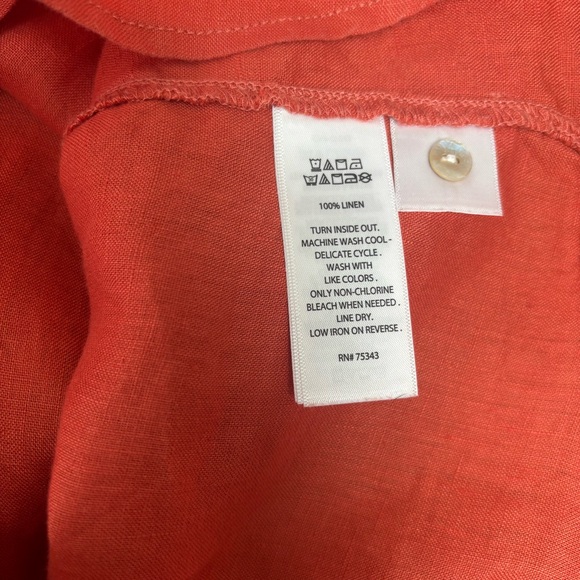 100% LINEN
TURN INSIDE OUT.
MACHINE WASH COOL -
DELICATE CYCLE .
WASH WITH
LIKE COLORS .
ONLY NON-CHLORINE
BLEACH WHEN NEEDED .
LINE DRY.
LOW IRON ON REVERSE .
RN# 75343